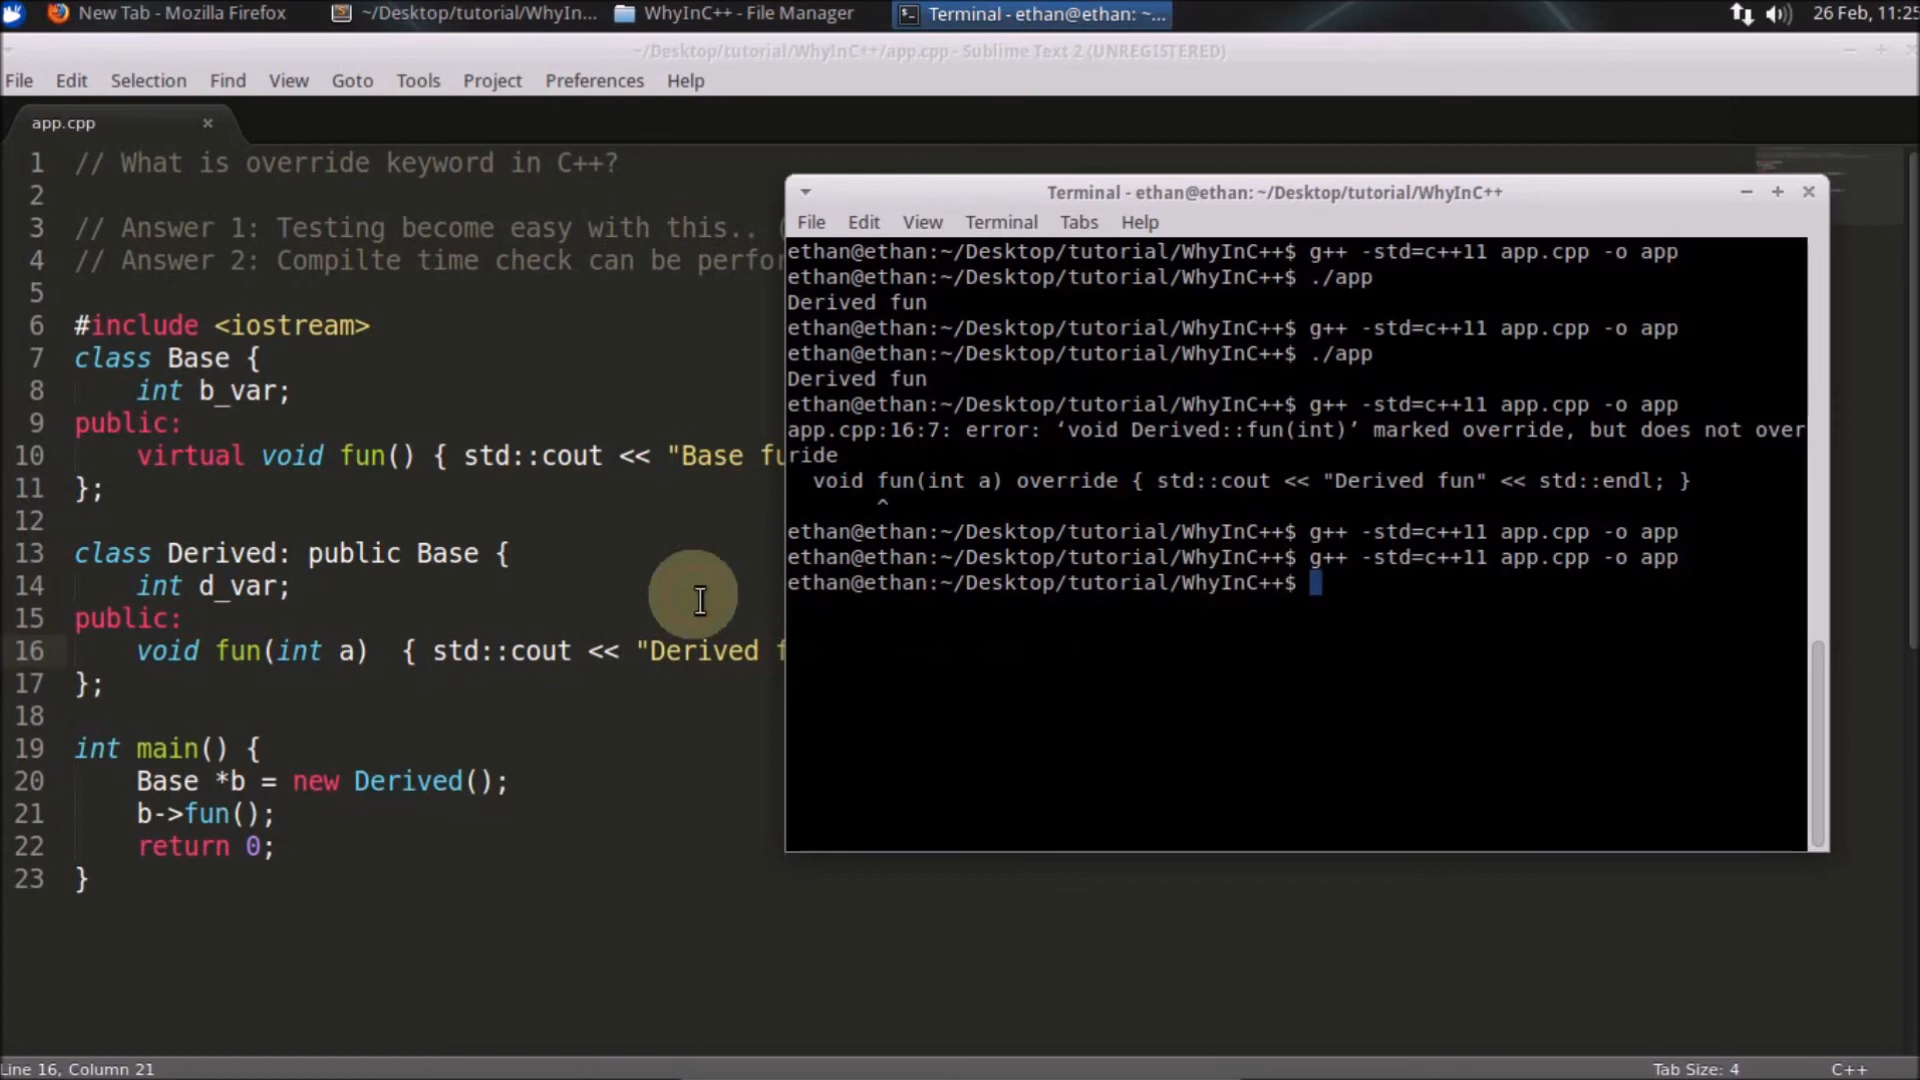 New Tab - Mozilla Firefox
~/Desktop/tutorial/WhyIn...
WhyInC++ - File Manager
Terminal - ethan@ethan: ~...
26 Feb, 11:25
~/Desktop/tutorial/WhyInC++/app.cpp - Sublime Text 2 (UNREGISTERED)
File Edit Selection Find View Goto Tools Project Preferences Help
app.cpp
1 // What is override keyword in C++?
2
3 // Answer 1: Testing become easy with this.. (
4 // Answer 2: Compilte time check can be perfor
5
6 #include <iostream>
7 class Base {
8 int b_var;
9 public:
10 virtual void fun() { std::cout << "Base fu
11 };
12
13 class Derived: public Base {
14 int d_var;
15 public:
16 void fun(int a)  { std::cout << "Derived f
17 };
18
19 int main() {
20 Base *b = new Derived();
21 b->fun();
22 return 0;
23 }
Terminal - ethan@ethan: ~/Desktop/tutorial/WhyInC++
File Edit View Terminal Tabs Help
ethan@ethan:~/Desktop/tutorial/WhyInC++$ g++ -std=c++11 app.cpp -o app
ethan@ethan:~/Desktop/tutorial/WhyInC++$ ./app
Derived fun
ethan@ethan:~/Desktop/tutorial/WhyInC++$ g++ -std=c++11 app.cpp -o app
ethan@ethan:~/Desktop/tutorial/WhyInC++$ ./app
Derived fun
ethan@ethan:~/Desktop/tutorial/WhyInC++$ g++ -std=c++11 app.cpp -o app
app.cpp:16:7: error: ‘void Derived::fun(int)’ marked override, but does not over
ride
void fun(int a) override { std::cout << "Derived fun" << std::endl; }
^
ethan@ethan:~/Desktop/tutorial/WhyInC++$ g++ -std=c++11 app.cpp -o app
ethan@ethan:~/Desktop/tutorial/WhyInC++$ g++ -std=c++11 app.cpp -o app
ethan@ethan:~/Desktop/tutorial/WhyInC++$
Line 16, Column 21
Tab Size: 4
C++